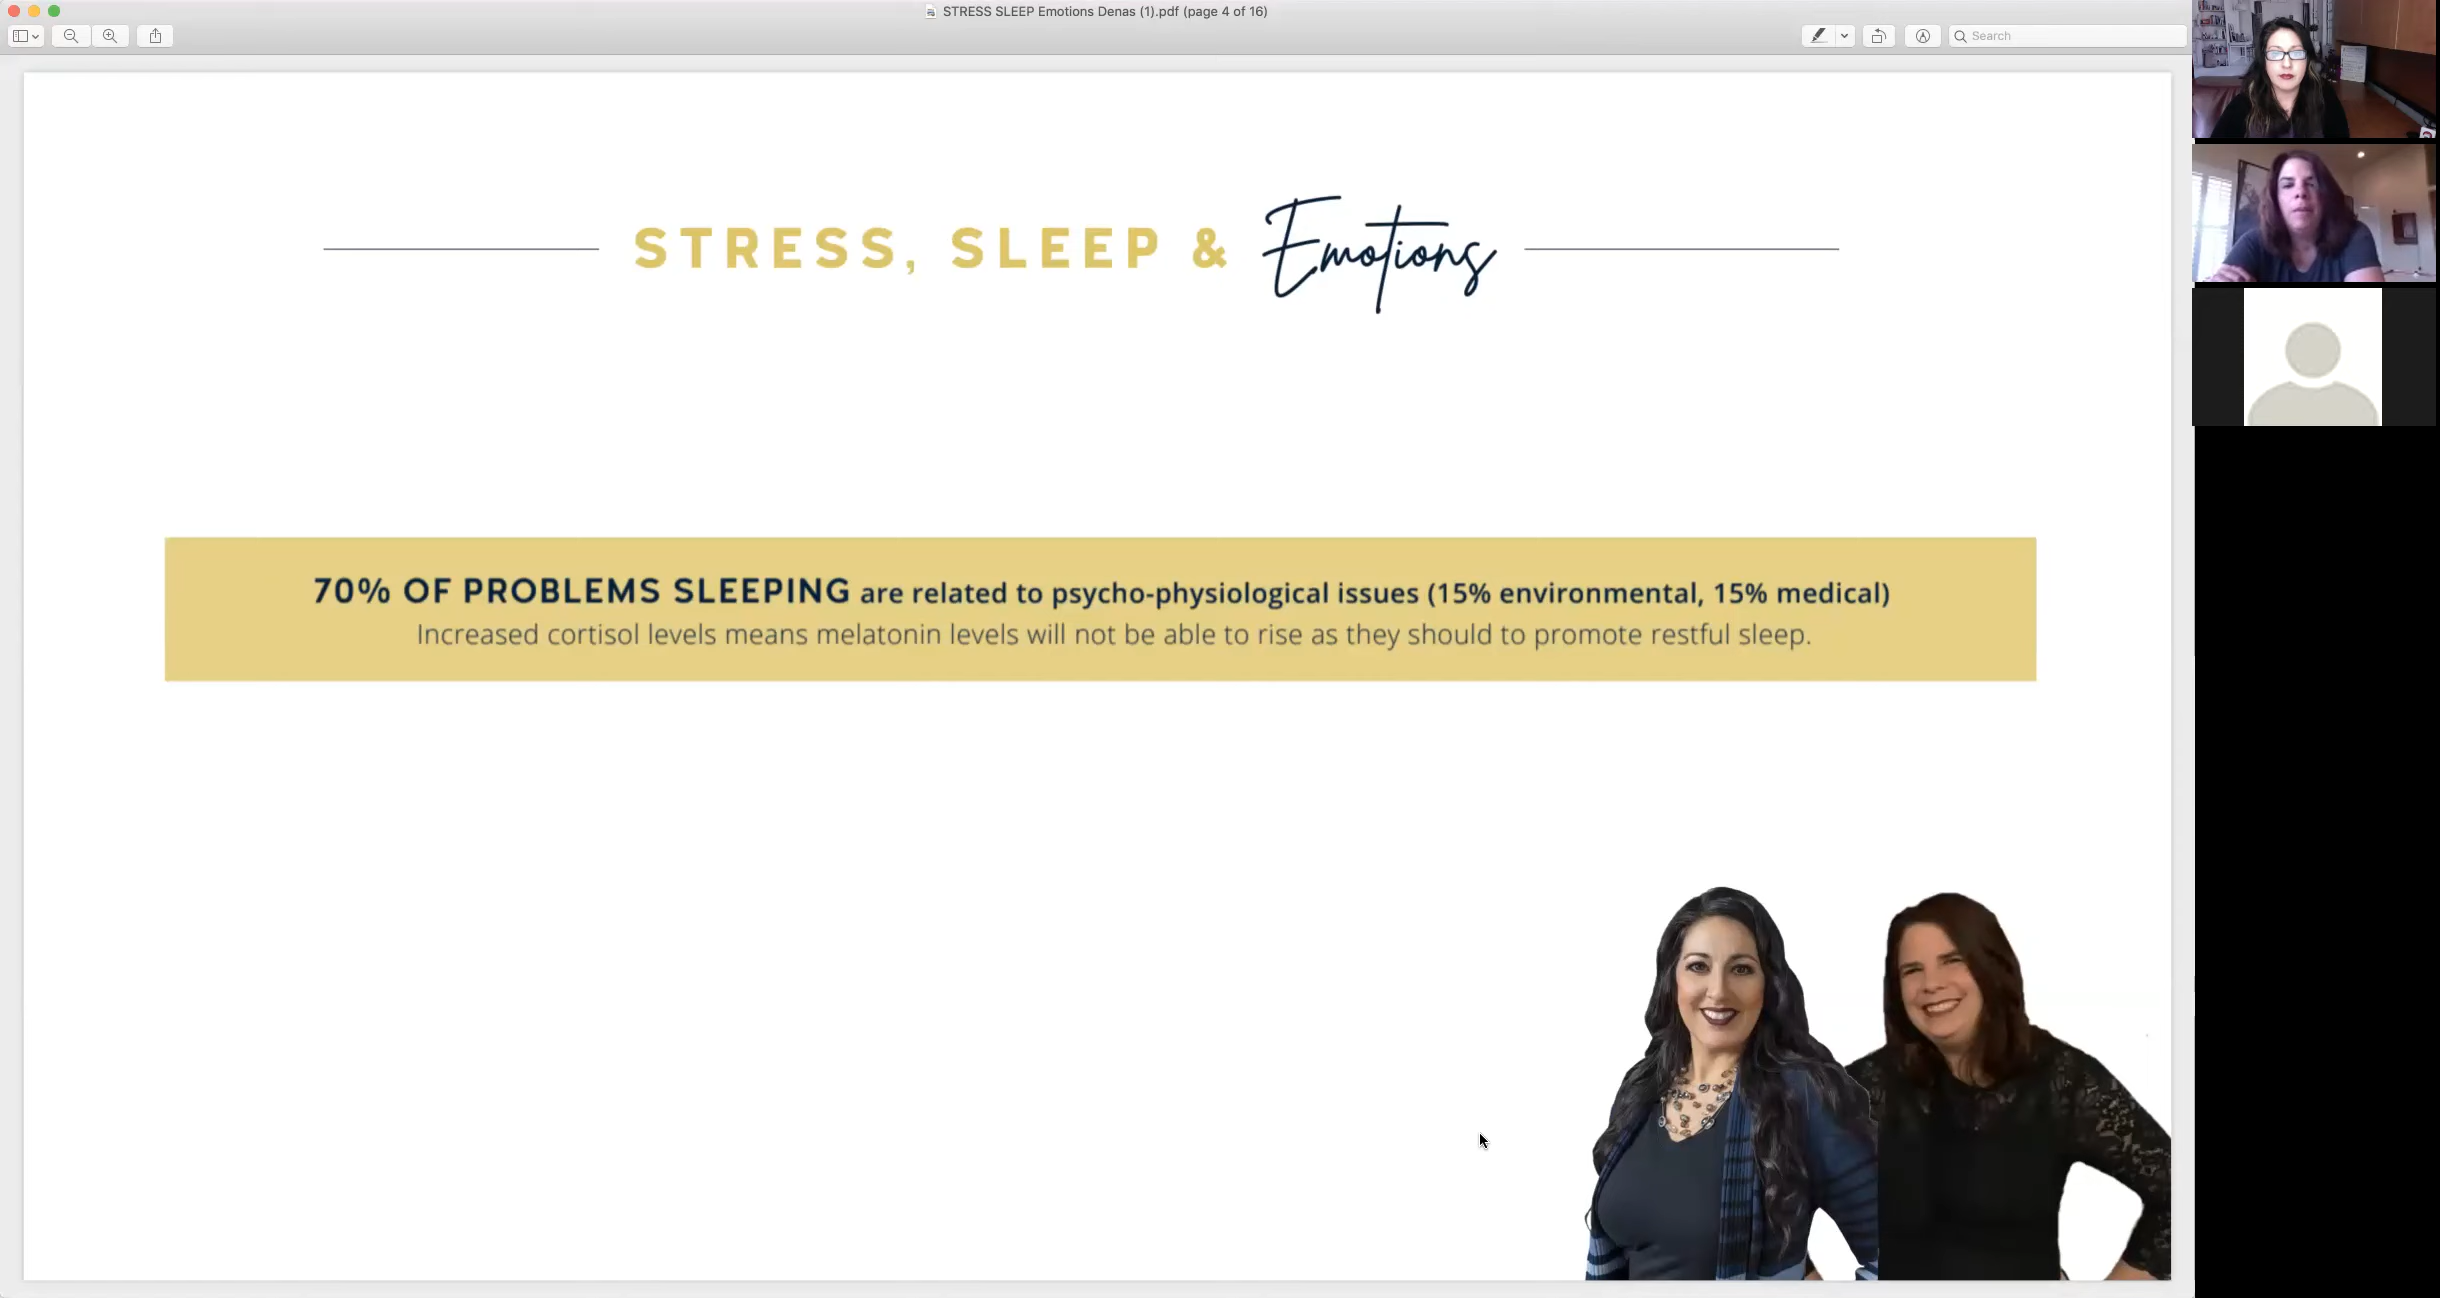 STRESS SLEEP Emotions Denas (1).pdf (page 4 of 16)
Search
STRESS, SLEEP & Emotions
70% OF PROBLEMS SLEEPING are related to psycho-physiological issues (15% environmental, 15% medical)
Increased cortisol levels means melatonin levels will not be able to rise as they should to promote restful sleep.